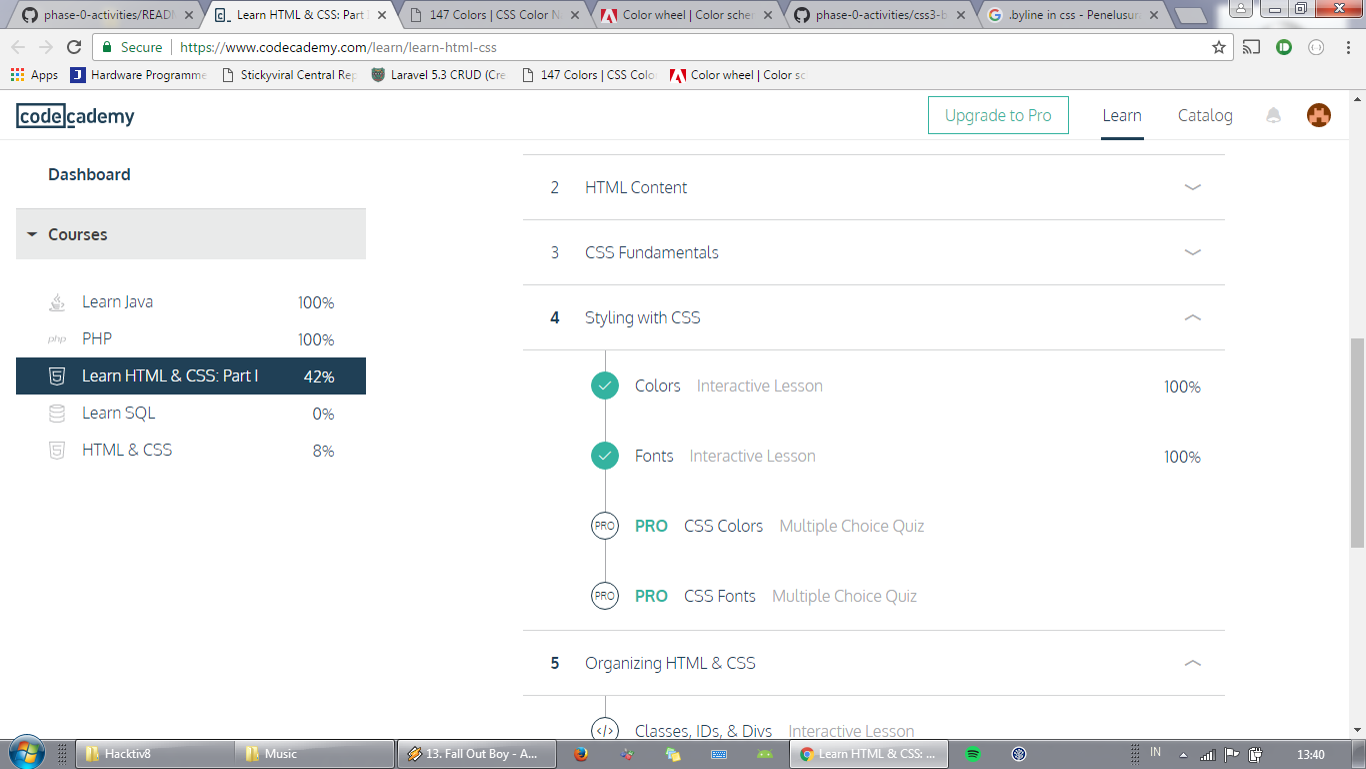 phase-0-activities/READM
Learn HTML & CSS: Part I
147 Colors | CSS Color N
Color wheel | Color scher
phase-0-activities/css3-b
.byline in css - Penelusur
Secure
https://www.codecademy.com/learn/learn-html-css
Apps
Hardware Programme
Stickyviral Central Rep
Laravel 5.3 CRUD (Cre
147 Colors | CSS Colo
Color wheel | Color sc
codecademy
Upgrade to Pro
Learn
Catalog
Dashboard
Courses
Learn Java 100%
PHP 100%
Learn HTML & CSS: Part I 42%
Learn SQL 0%
HTML & CSS 8%
2 HTML Content
3 CSS Fundamentals
4 Styling with CSS
Colors Interactive Lesson 100%
Fonts Interactive Lesson 100%
PRO PRO CSS Colors Multiple Choice Quiz
PRO PRO CSS Fonts Multiple Choice Quiz
5 Organizing HTML & CSS
</> Classes, IDs, & Divs Interactive Lesson
Hacktiv8
Music
13. Fall Out Boy - A...
Learn HTML & CSS: ...
IN
13:40